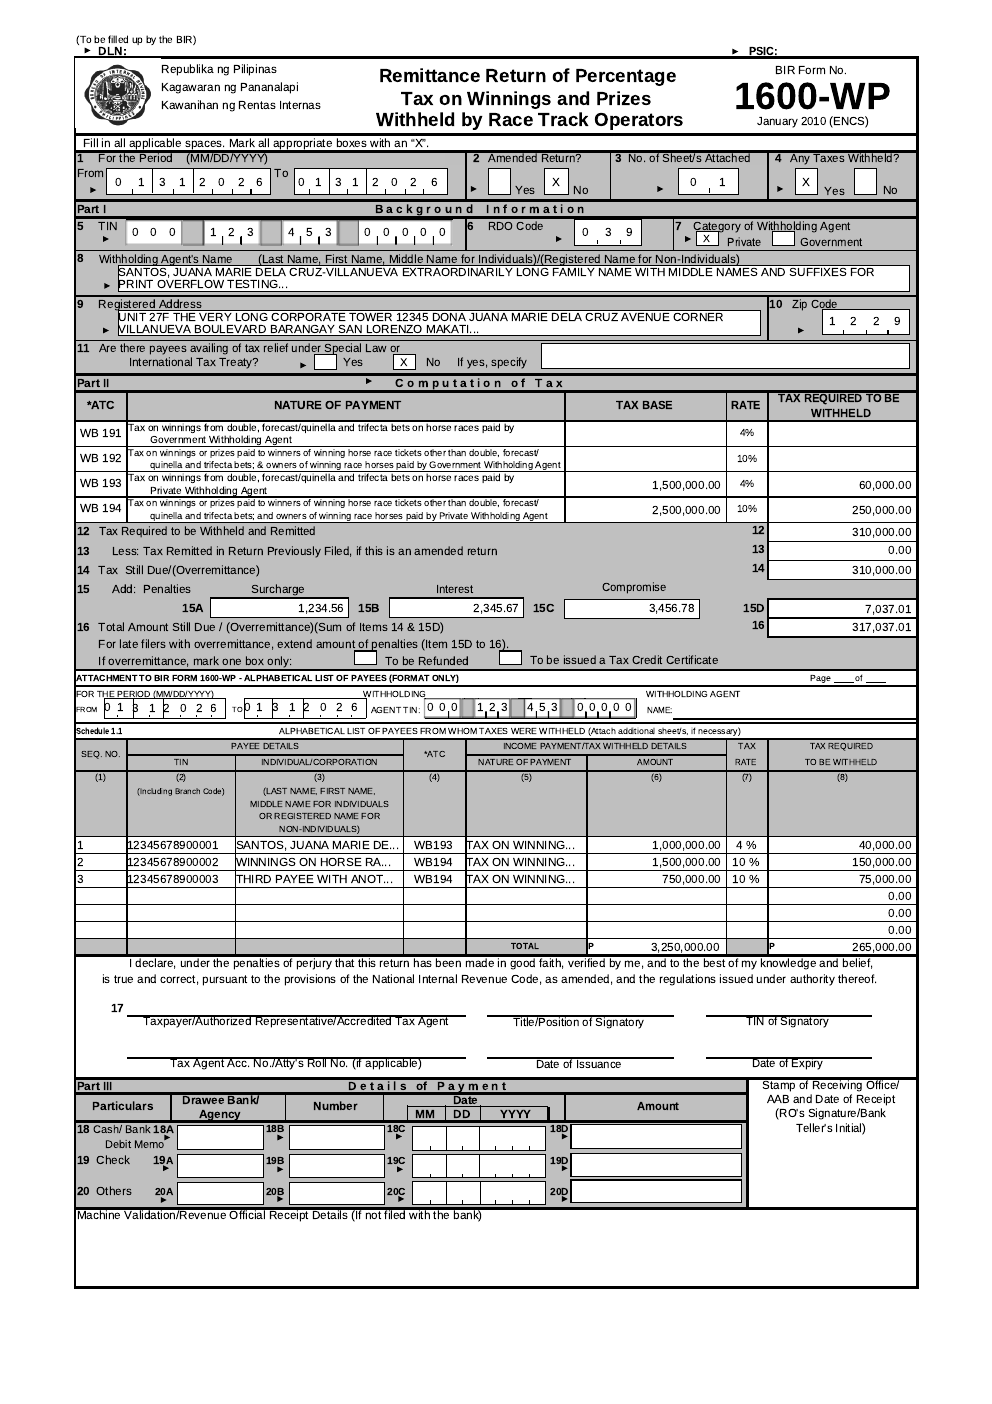 (To be filled up by the BIR)
► DLN: ► PSIC:
Republika ng Pilipinas
Kagawaran ng Pananalapi
Kawanihan ng Rentas Internas
Remittance Return of Percentage
Tax on Winnings and Prizes
Withheld by Race Track Operators
BIR Form No.
1600-WP
January 2010 (ENCS)
Fill in all applicable spaces. Mark all appropriate boxes with an "X".
1 For the Period (MM/DD/YYYY) 2 Amended Return? 3 No. of Sheet/s Attached 4 Any Taxes Withheld?
From ► 0 1 3 1 2 0 2 6 To 0 1 3 1 2 0 2 6 ► Yes X No ► 0 1 ► X Yes No
Part I Background Information
5 TIN ► 0 0 0 1 2 3 4 5 3 0 0 0 0 0 6 RDO Code ► 0 3 9 7 Category of Withholding Agent
► X Private Government
8 Withholding Agent's Name (Last Name, First Name, Middle Name for Individuals)/(Registered Name for Non-Individuals)
SANTOS, JUANA MARIE DELA CRUZ-VILLANUEVA EXTRAORDINARILY LONG FAMILY NAME WITH MIDDLE NAMES AND SUFFIXES FOR
► PRINT OVERFLOW TESTING...
9 Registered Address 10 Zip Code
UNIT 27F THE VERY LONG CORPORATE TOWER 12345 DONA JUANA MARIE DELA CRUZ AVENUE CORNER
► VILLANUEVA BOULEVARD BARANGAY SAN LORENZO MAKATI... ► 1 2 2 9
11 Are there payees availing of tax relief under Special Law or
International Tax Treaty? ► Yes X No If yes, specify
Part II ► Computation of Tax
*ATC NATURE OF PAYMENT TAX BASE RATE TAX REQUIRED TO BE WITHHELD
WB 191 Tax on winnings from double, forecast/quinella and trifecta bets on horse races paid by
Government Withholding Agent 4%
WB 192 Tax on winnings or prizes paid to winners of winning horse race tickets other than double, forecast/
quinella and trifecta bets; & owners of winning race horses paid by Government Withholding Agent 10%
WB 193 Tax on winnings from double, forecast/quinella and trifecta bets on horse races paid by
Private Withholding Agent 1,500,000.00 4% 60,000.00
WB 194 Tax on winnings or prizes paid to winners of winning horse race tickets other than double, forecast/
quinella and trifecta bets; and owners of winning race horses paid by Private Withholding Agent 2,500,000.00 10% 250,000.00
12 Tax Required to be Withheld and Remitted 12 310,000.00
13 Less: Tax Remitted in Return Previously Filed, if this is an amended return 13 0.00
14 Tax Still Due/(Overremittance) 14 310,000.00
15 Add: Penalties Surcharge Interest Compromise
15A 1,234.56 15B 2,345.67 15C 3,456.78 15D 7,037.01
16 Total Amount Still Due / (Overremittance)(Sum of Items 14 & 15D) 16 317,037.01
For late filers with overremittance, extend amount of penalties (Item 15D to 16).
If overremittance, mark one box only: To be Refunded To be issued a Tax Credit Certificate
ATTACHMENT TO BIR FORM 1600-WP - ALPHABETICAL LIST OF PAYEES (FORMAT ONLY) Page ____ of ____
FOR THE PERIOD (MM/DD/YYYY) WITHHOLDING WITHHOLDING AGENT
FROM 0 1 3 1 2 0 2 6 TO 0 1 3 1 2 0 2 6 AGENT TIN: 0 0 0 1 2 3 4 5 3 0 0 0 0 0 NAME:
Schedule 1.1 ALPHABETICAL LIST OF PAYEES FROM WHOM TAXES WERE WITHHELD (Attach additional sheet/s, if necessary)
SEQ. NO. PAYEE DETAILS *ATC INCOME PAYMENT/TAX WITHHELD DETAILS TAX TAX REQUIRED
TIN INDIVIDUAL/CORPORATION NATURE OF PAYMENT AMOUNT RATE TO BE WITHHELD
(1) (2) (3) (4) (5) (6) (7) (8)
(Including Branch Code) (LAST NAME, FIRST NAME,
MIDDLE NAME FOR INDIVIDUALS
OR REGISTERED NAME FOR
NON-INDIVIDUALS)
1 12345678900001 SANTOS, JUANA MARIE DE... WB193 TAX ON WINNING... 1,000,000.00 4 % 40,000.00
2 12345678900002 WINNINGS ON HORSE RA... WB194 TAX ON WINNING... 1,500,000.00 10 % 150,000.00
3 12345678900003 THIRD PAYEE WITH ANOT... WB194 TAX ON WINNING... 750,000.00 10 % 75,000.00
0.00
0.00
0.00
TOTAL P 3,250,000.00 P 265,000.00
I declare, under the penalties of perjury that this return has been made in good faith, verified by me, and to the best of my knowledge and belief,
is true and correct, pursuant to the provisions of the National Internal Revenue Code, as amended, and the regulations issued under authority thereof.
17
Taxpayer/Authorized Representative/Accredited Tax Agent Title/Position of Signatory TIN of Signatory
Tax Agent Acc. No./Atty's Roll No. (if applicable) Date of Issuance Date of Expiry
Part III Details of Payment
Particulars Drawee Bank/ Agency Number Date MM DD YYYY Amount
Stamp of Receiving Office/
AAB and Date of Receipt
(RO's Signature/Bank
Teller's Initial)
18 Cash/ Bank 18A ► 18B ► 18C ► 18D ►
Debit Memo
19 Check 19A ► 19B ► 19C ► 19D ►
20 Others 20A ► 20B ► 20C ► 20D ►
Machine Validation/Revenue Official Receipt Details (If not filed with the bank)